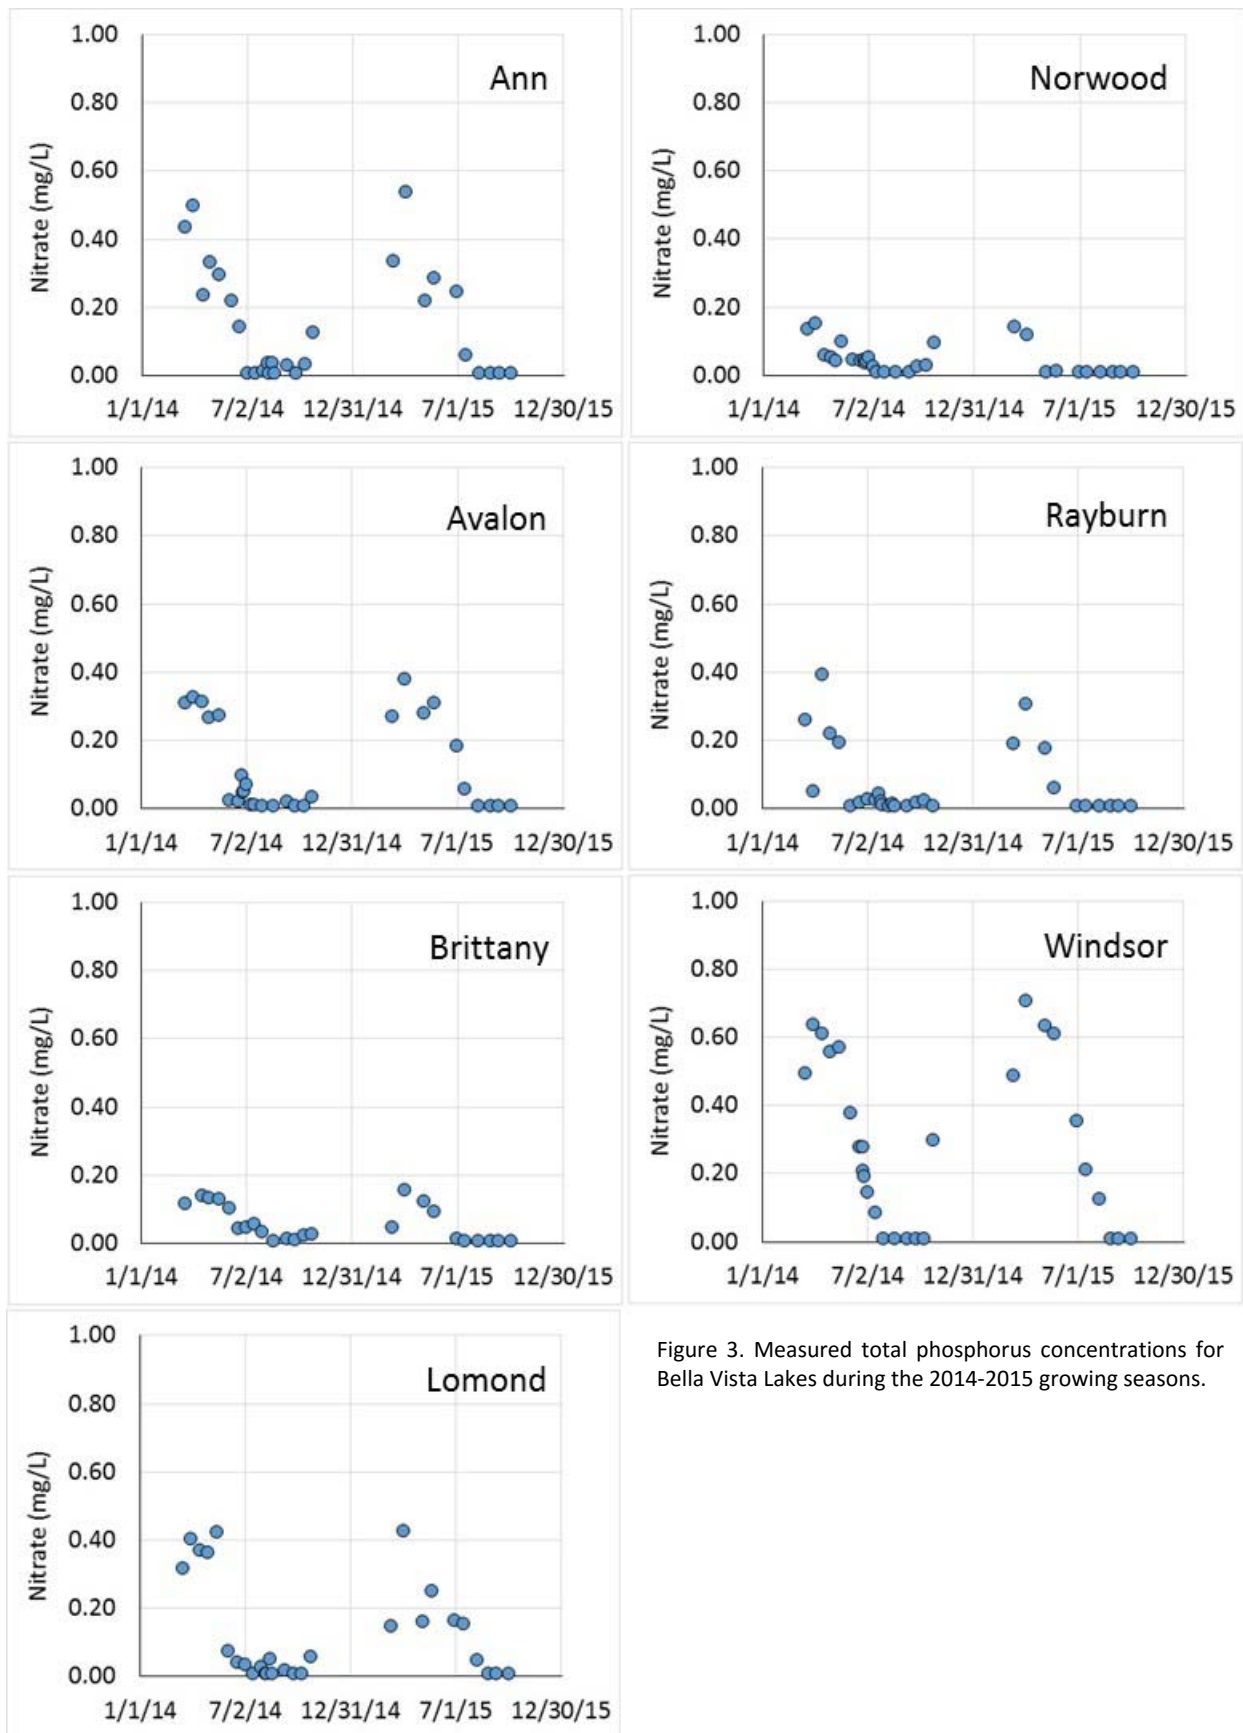 Ann
Nitrate (mg/L)
1.00
0.80
0.60
0.40
0.20
0.00
1/1/14 7/2/14 12/31/14 7/1/15 12/30/15
Norwood
Nitrate (mg/L)
1.00
0.80
0.60
0.40
0.20
0.00
1/1/14 7/2/14 12/31/14 7/1/15 12/30/15
Avalon
Nitrate (mg/L)
1.00
0.80
0.60
0.40
0.20
0.00
1/1/14 7/2/14 12/31/14 7/1/15 12/30/15
Rayburn
Nitrate (mg/L)
1.00
0.80
0.60
0.40
0.20
0.00
1/1/14 7/2/14 12/31/14 7/1/15 12/30/15
Brittany
Nitrate (mg/L)
1.00
0.80
0.60
0.40
0.20
0.00
1/1/14 7/2/14 12/31/14 7/1/15 12/30/15
Windsor
Nitrate (mg/L)
1.00
0.80
0.60
0.40
0.20
0.00
1/1/14 7/2/14 12/31/14 7/1/15 12/30/15
Lomond
Nitrate (mg/L)
1.00
0.80
0.60
0.40
0.20
0.00
1/1/14 7/2/14 12/31/14 7/1/15 12/30/15
Figure 3. Measured total phosphorus concentrations for
Bella Vista Lakes during the 2014-2015 growing seasons.